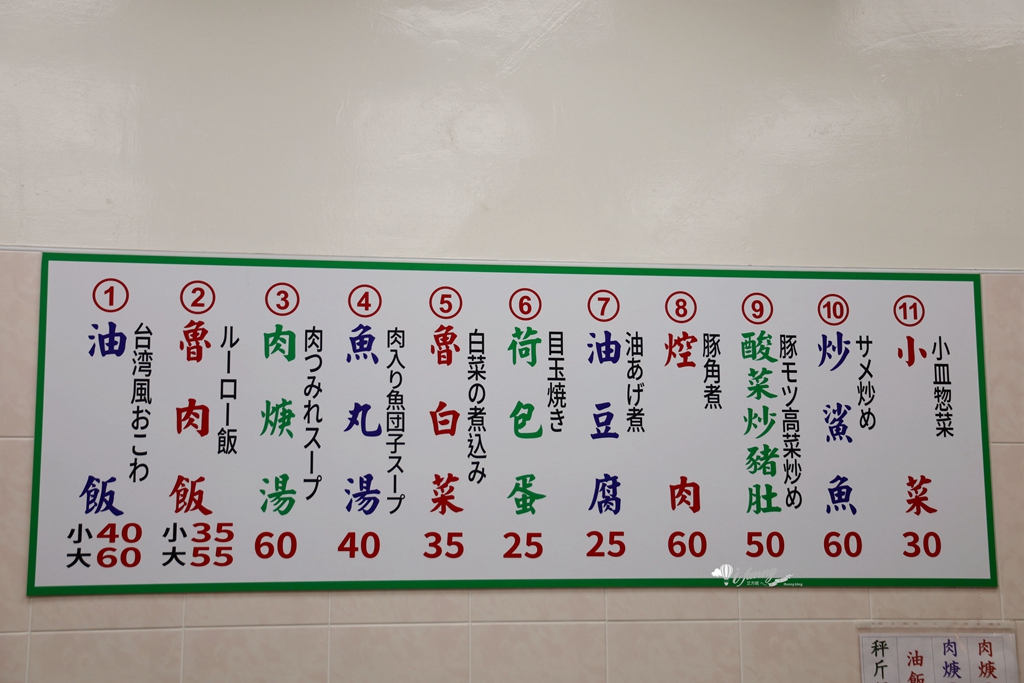 ①
油飯
台湾風おこわ
小40
大60
②
魯肉飯
ルーロー飯
小35
大55
③
肉焿湯
肉つみれスープ
60
④
魚丸湯
肉入り魚団子スープ
40
⑤
魯白菜
白菜の煮込み
35
⑥
荷包蛋
目玉焼き
25
⑦
油豆腐
油あげ煮
25
⑧
焢肉
豚角煮
60
⑨
酸菜炒豬肚
豚モツ高菜炒め
50
⑩
炒鯊魚
サメ炒め
60
⑪
小菜
小皿惣菜
30
秤斤
油飯
肉焿
肉焿